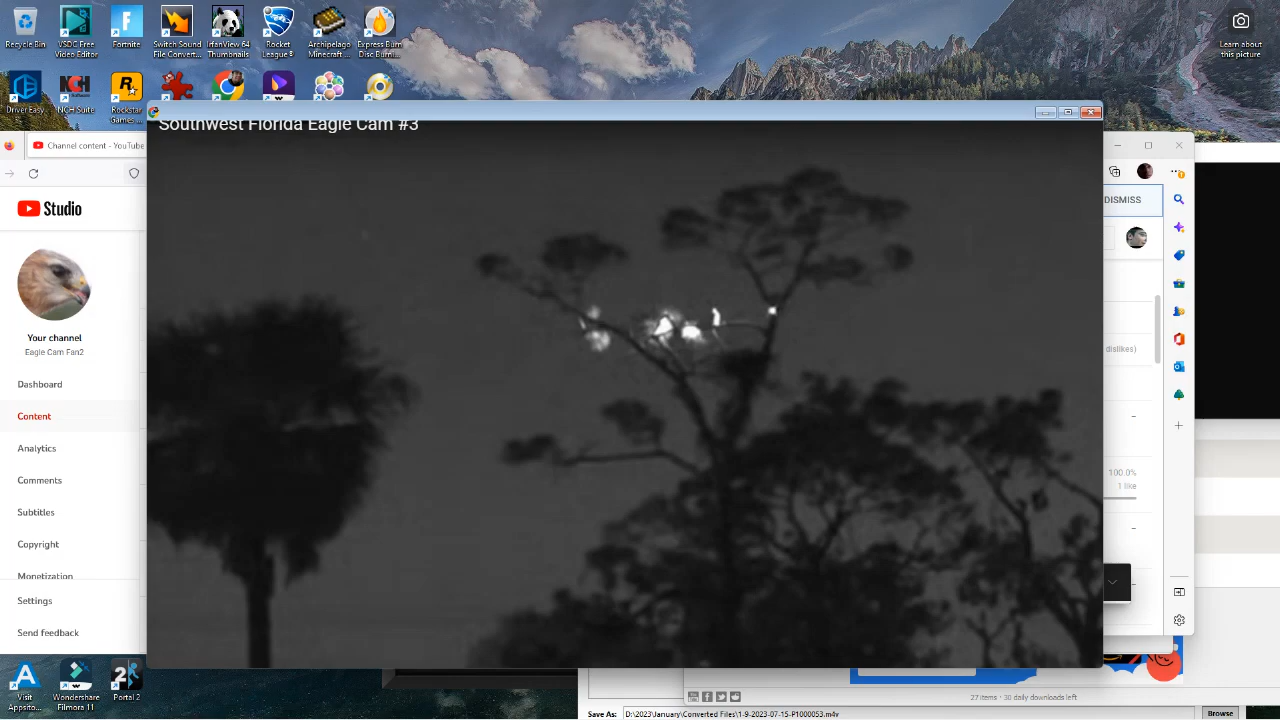 Recycle Bin
VSDC Free
Video Editor
Fortnite
Switch Sound
File Convert...
IrfanView 64
Thumbnails
Rocket
League®
Archipelago
Minecraft ...
Express Burn
Disc Burni...
Learn about
this picture
Driver Easy
NCH Suite
Rockstar
Games ...
Southwest Florida Eagle Cam #3
Channel content - YouTube
Studio
DISMISS
Your channel
Eagle Cam Fan2
Dashboard
Content
Analytics
Comments
Subtitles
Copyright
Monetization
Settings
Send feedback
dislikes)
100.0%
1 like
Visit
Wondershare
Filmora 11
Portal 2
27 items · 30 daily downloads left
Save As:
D:\2023\January\Converted Files\1-9-2023-07-15-P1000053.m4v
Browse